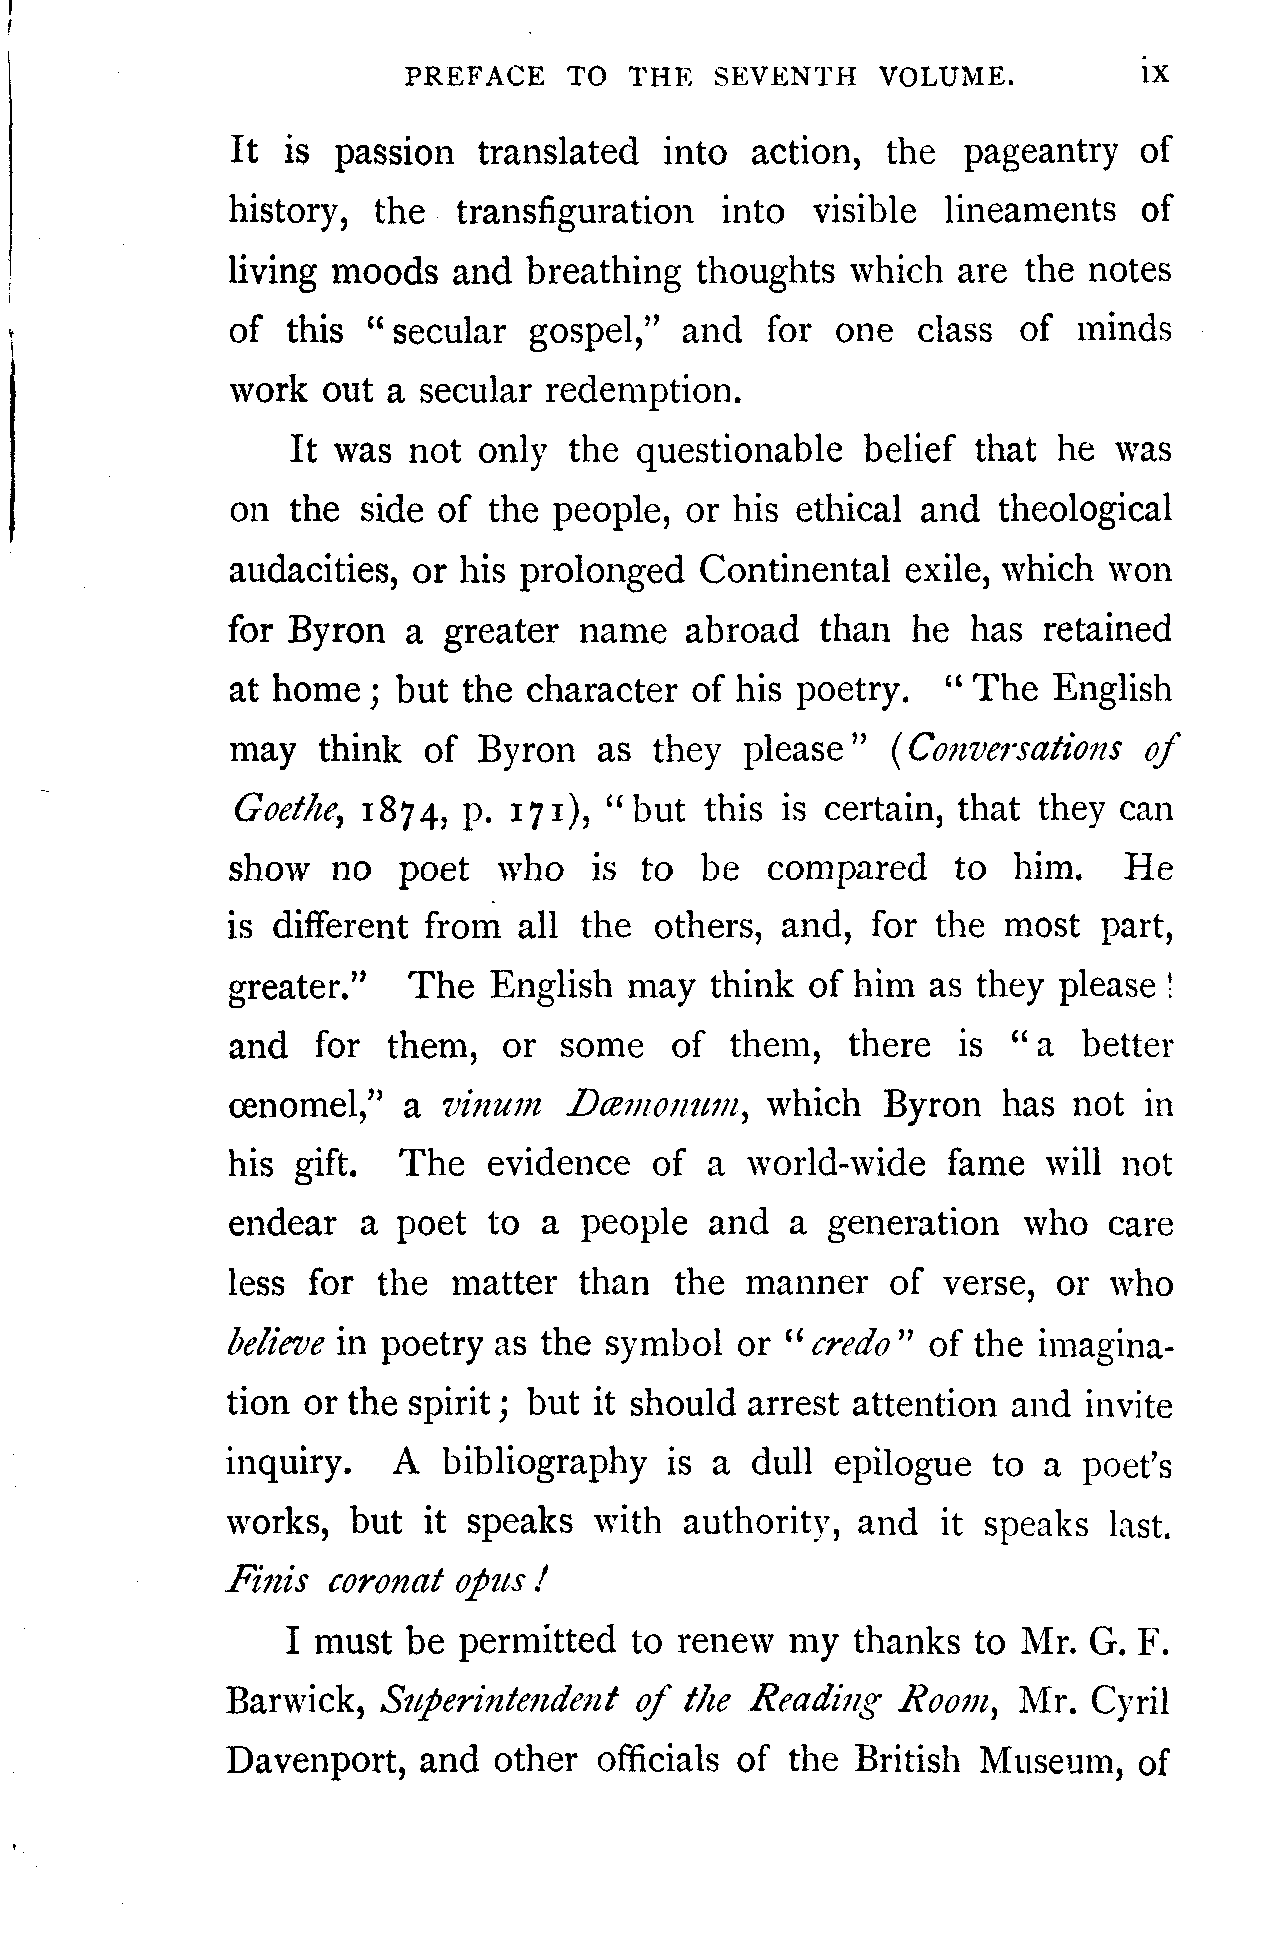 PREFACE TO THE SEVENTH VOLUME. ix
It is passion translated into action, the pageantry of
history, the transfiguration into visible lineaments of
living moods and breathing thoughts which are the notes
of this “secular gospel,” and for one class of minds
work out a secular redemption.
It was not only the questionable belief that he was
on the side of the people, or his ethical and theological
audacities, or his prolonged Continental exile, which won
for Byron a greater name abroad than he has retained
at home; but the character of his poetry. “The English
may think of Byron as they please” (Conversations of
Goethe, 1874, p. 171), “but this is certain, that they can
show no poet who is to be compared to him. He
is different from all the others, and, for the most part,
greater.” The English may think of him as they please!
and for them, or some of them, there is “a better
œnomel,” a vinum Dæmonum, which Byron has not in
his gift. The evidence of a world-wide fame will not
endear a poet to a people and a generation who care
less for the matter than the manner of verse, or who
believe in poetry as the symbol or “credo” of the imagina-
tion or the spirit; but it should arrest attention and invite
inquiry. A bibliography is a dull epilogue to a poet’s
works, but it speaks with authority, and it speaks last.
Finis coronat opus!
I must be permitted to renew my thanks to Mr. G. F.
Barwick, Superintendent of the Reading Room, Mr. Cyril
Davenport, and other officials of the British Museum, of